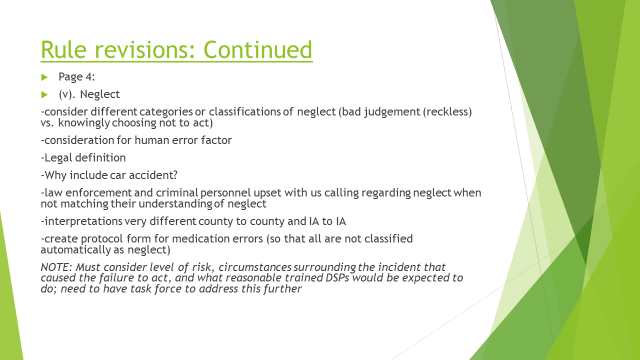 Rule revisions: Continued
Page 4:
(v). Neglect
-consider different categories or classifications of neglect (bad judgement (reckless)
vs. knowingly choosing not to act)
-consideration for human error factor
-Legal definition
-Why include car accident?
-law enforcement and criminal personnel upset with us calling regarding neglect when
not matching their understanding of neglect
-interpretations very different county to county and IA to IA
-create protocol form for medication errors (so that all are not classified
automatically as neglect)
NOTE: Must consider level of risk, circumstances surrounding the incident that
caused the failure to act, and what reasonable trained DSPs would be expected to
do; need to have task force to address this further